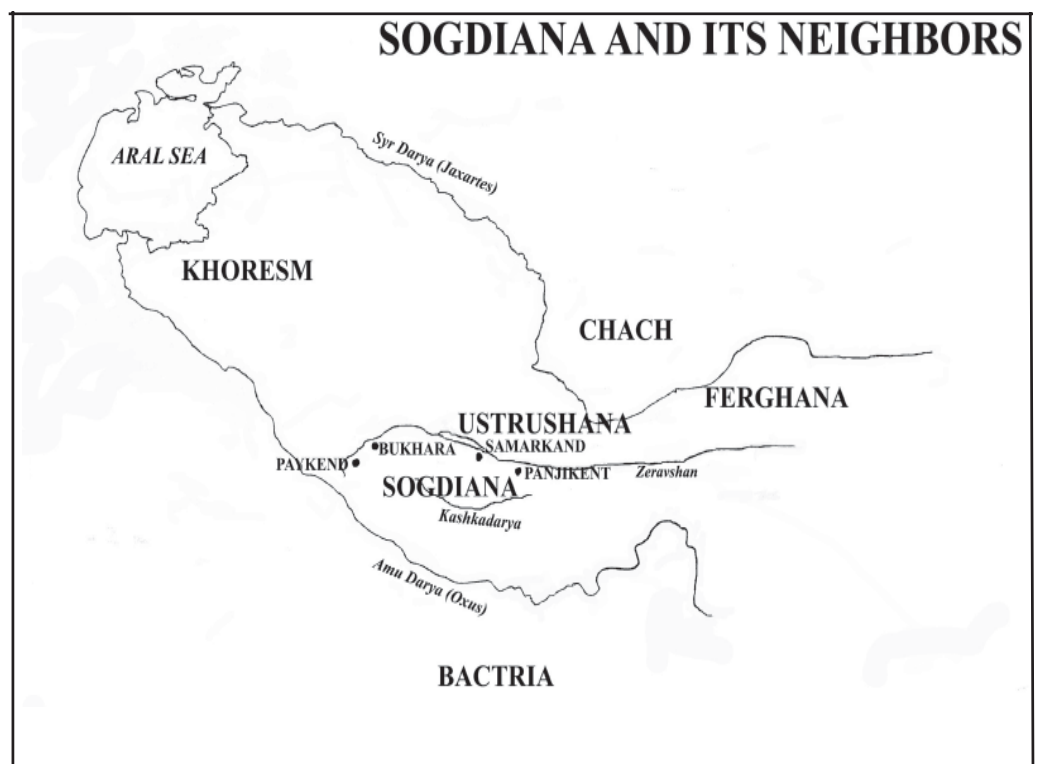 SOGDIANA AND ITS NEIGHBORS
ARAL SEA
Syr Darya (Jaxartes)
KHORESM
CHACH
FERGHANA
USTRUSHANA
BUKHARA
SAMARKAND
PAYKEND
PANJIKENT
Zeravshan
SOGDIANA
Kashkadarya
Amu Darya (Oxus)
BACTRIA